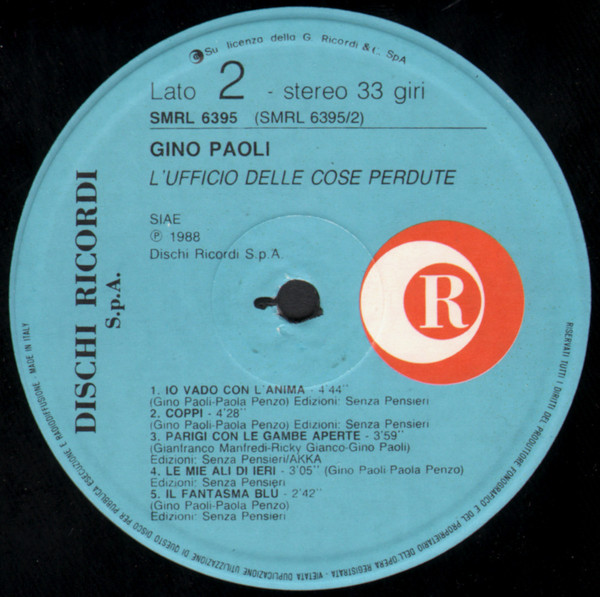 © Su licenza della G. Ricordi & C. SpA
Lato 2 - stereo 33 giri
SMRL 6395 (SMRL 6395/2)
GINO PAOLI
L'UFFICIO DELLE COSE PERDUTE
SIAE
℗ 1988
Dischi Ricordi S.p.A.
DISCHI RICORDI
S.p.A.
R
1. IO VADO CON L'ANIMA - 4'44''
(Gino Paoli-Paola Penzo) Edizioni: Senza Pensieri
2. COPPI - 4'28''
(Gino Paoli-Paola Penzo) Edizioni: Senza Pensieri
3. PARIGI CON LE GAMBE APERTE - 3'59''
(Gianfranco Manfredi-Ricky Gianco-Gino Paoli)
Edizioni: Senza Pensieri/AKKA
4. LE MIE ALI DI IERI - 3'05'' (Gino Paoli-Paola Penzo)
Edizioni: Senza Pensieri
5. IL FANTASMA BLU - 2'42''
(Gino Paoli-Paola Penzo)
Edizioni: Senza Pensieri
RISERVATI TUTTI I DIRITTI DEL PRODUTTORE FONOGRAFICO E DEL PROPRIETARIO DELL'OPERA REGISTRATA - VIETATA DUPLICAZIONE UTILIZZAZIONE DI QUESTO DISCO PER PUBBLICA ESECUZIONE E RADIODIFFUSIONE - MADE IN ITALY